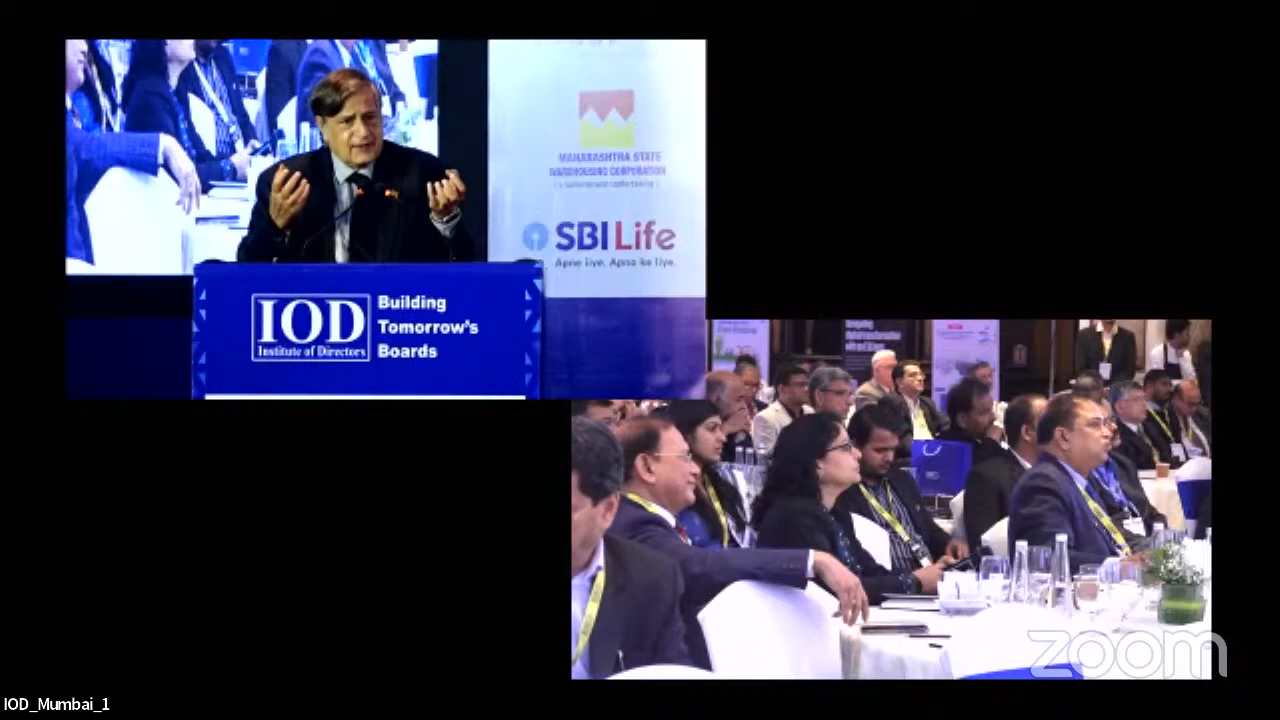 MAHARASHTRA STATE
WAREHOUSING CORPORATION
SBI Life
Apne liye. Apno ke liye.
IOD
Institute of Directors
Building
Tomorrow's
Boards
zoom
IOD_Mumbai_1